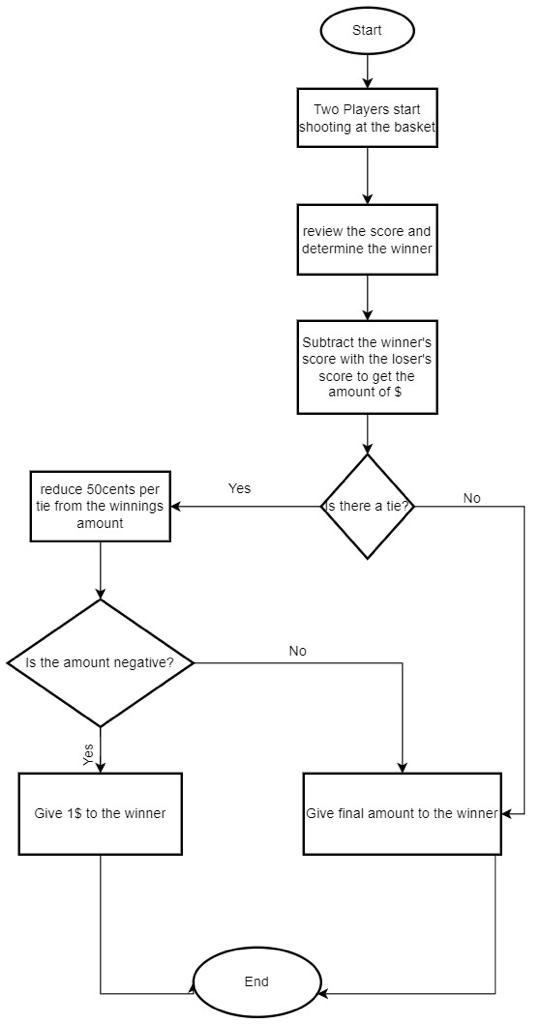 Start
Two Players start
shooting at the basket
review the score and
determine the winner
Subtract the winner's
score with the loser's
score to get the
amount of $
Is there a tie?
Yes
No
reduce 50cents per
tie from the winnings
amount
Is the amount negative?
No
Yes
Give 1$ to the winner
Give final amount to the winner
End